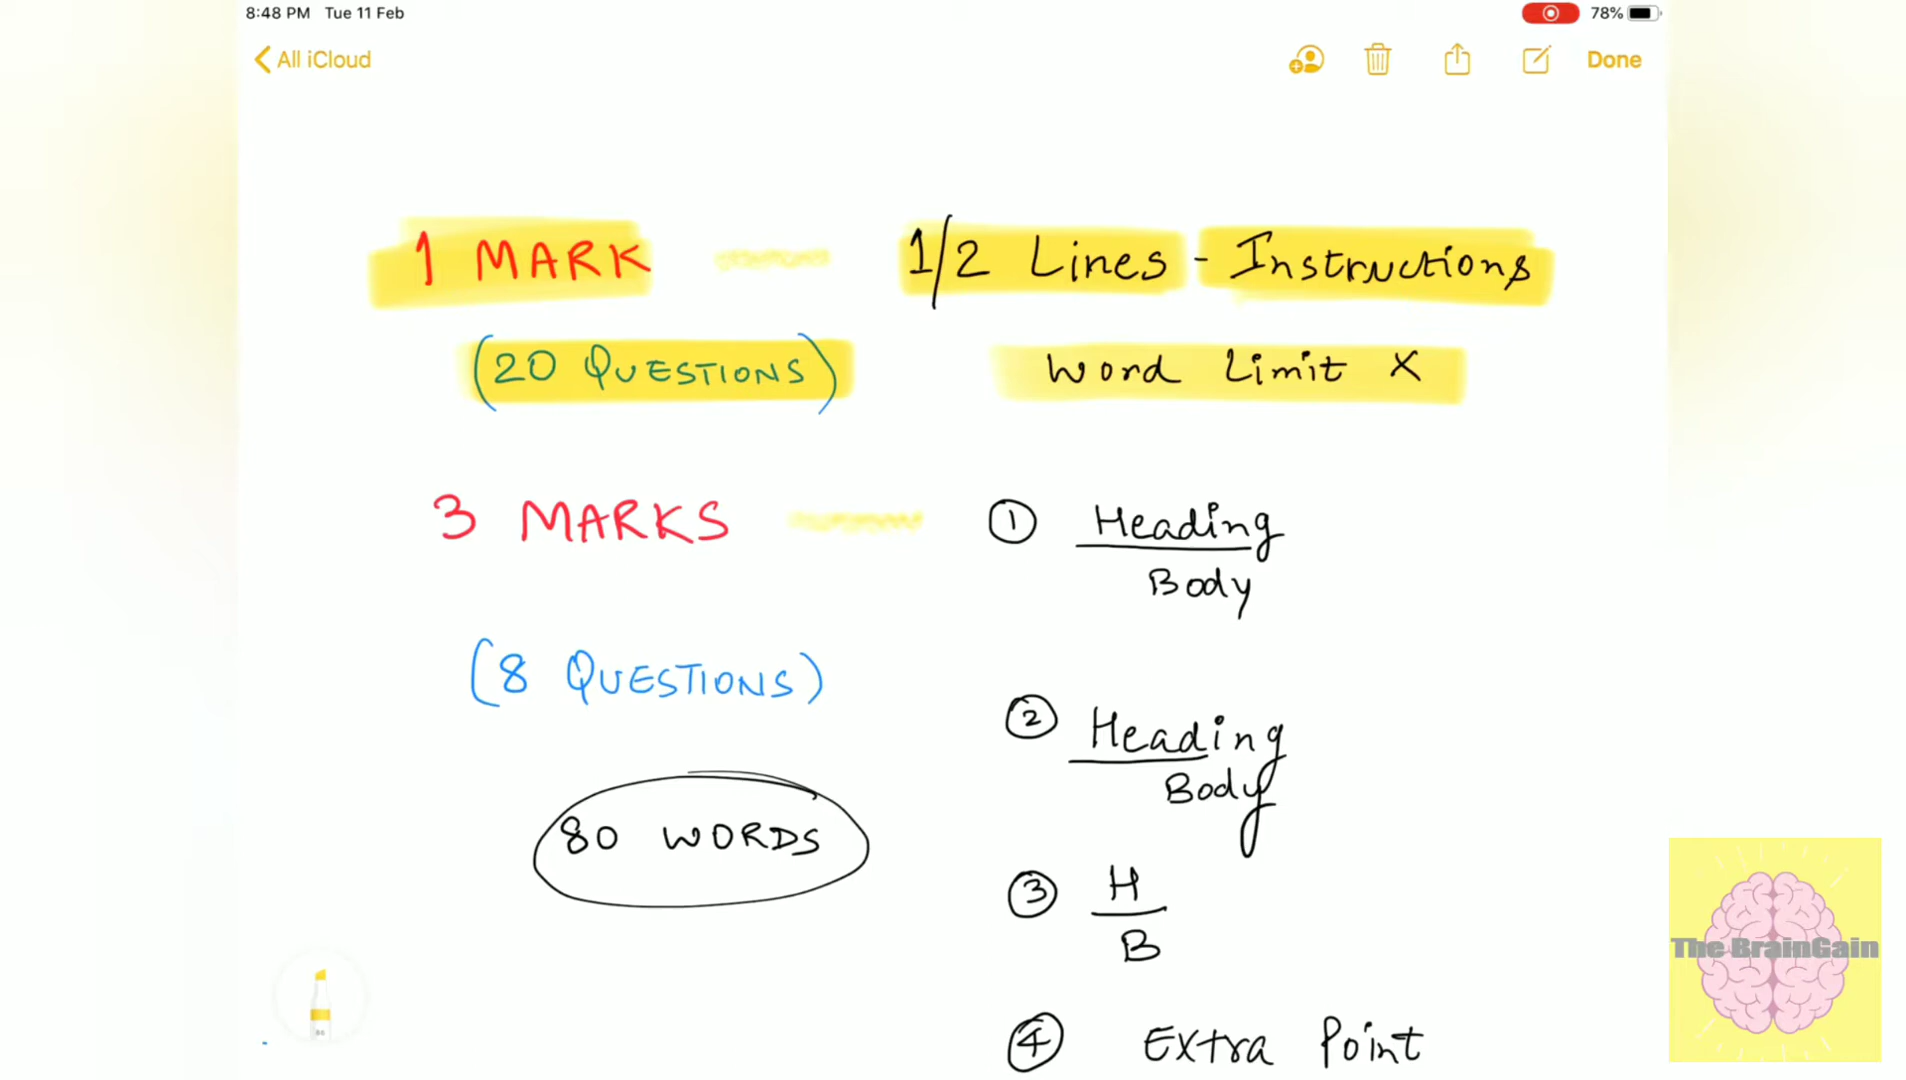 8:48 PM Tue 11 Feb
78%
All iCloud
Done
1 MARK 1/2 Lines - Instructions
(20 QUESTIONS) Word Limit X
3 MARKS ① Heading
Body
(8 QUESTIONS)
② Heading
Body
80 WORDS
③ H
B
The BrainGain
④ Extra Point